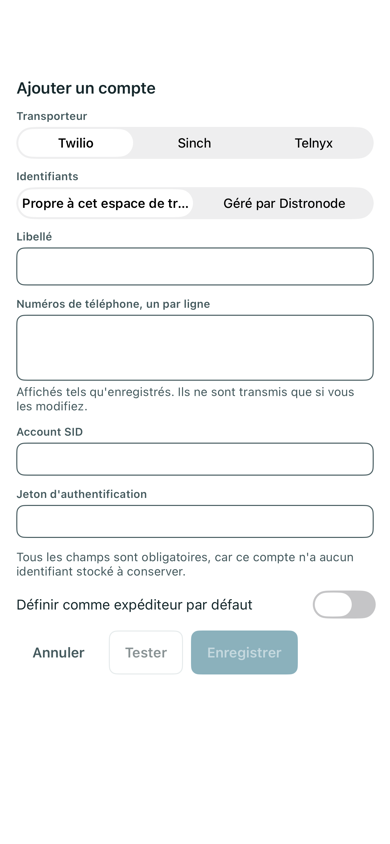 Ajouter un compte
Transporteur
Twilio
Sinch
Telnyx
Identifiants
Propre à cet espace de tr...
Géré par Distronode
Libellé
Numéros de téléphone, un par ligne
Affichés tels qu'enregistrés. Ils ne sont transmis que si vous
les modifiez.
Account SID
Jeton d'authentification
Tous les champs sont obligatoires, car ce compte n'a aucun
identifiant stocké à conserver.
Définir comme expéditeur par défaut
Annuler
Tester
Enregistrer